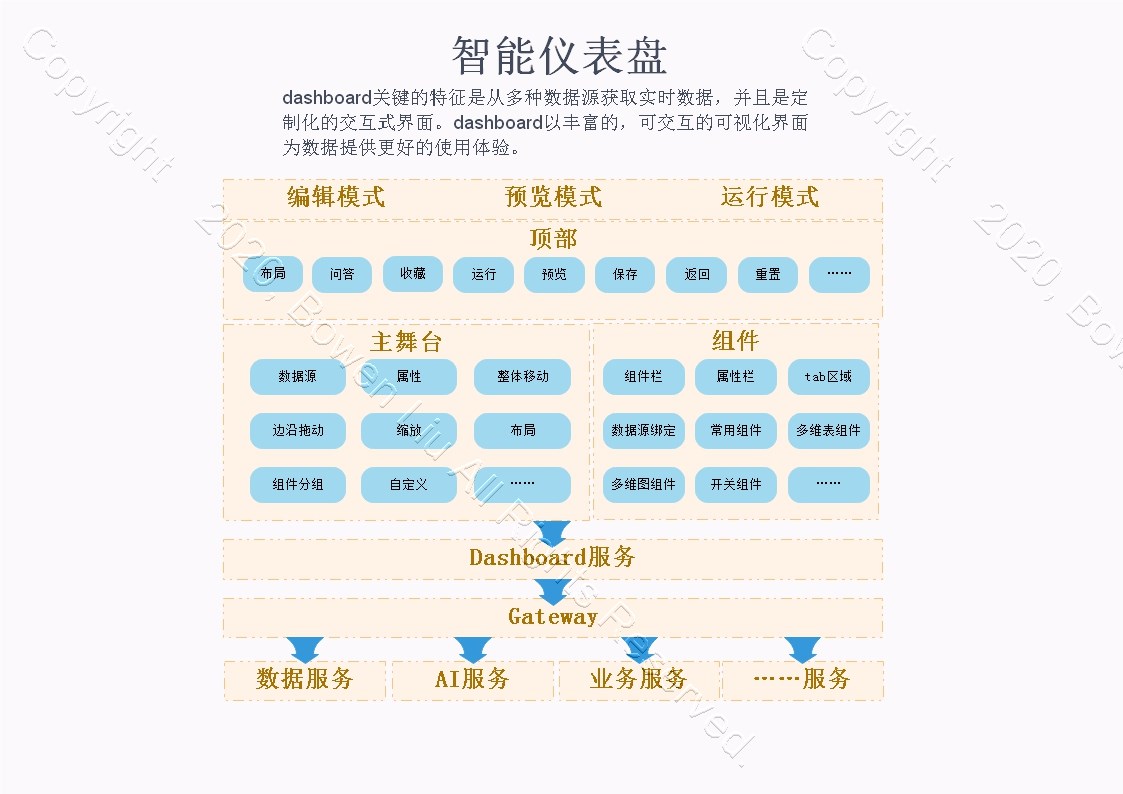 智能仪表盘
dashboard关键的特征是从多种数据源获取实时数据，并且是定
制化的交互式界面。dashboard以丰富的，可交互的可视化界面
为数据提供更好的使用体验。
编辑模式 预览模式 运行模式
顶部
布局 问答 收藏 运行 预览 保存 返回 重置 ……
主舞台
数据源 属性 整体移动
边沿拖动 缩放 布局
组件分组 自定义 ……
组件
组件栏 属性栏 tab区域
数据源绑定 常用组件 多维表组件
多维图组件 开关组件 ……
Dashboard服务
Gateway
数据服务 AI服务 业务服务 ……服务
Copyright
2020, Bowen Liu All Rights Reserved.
Copyright
2020, Bow